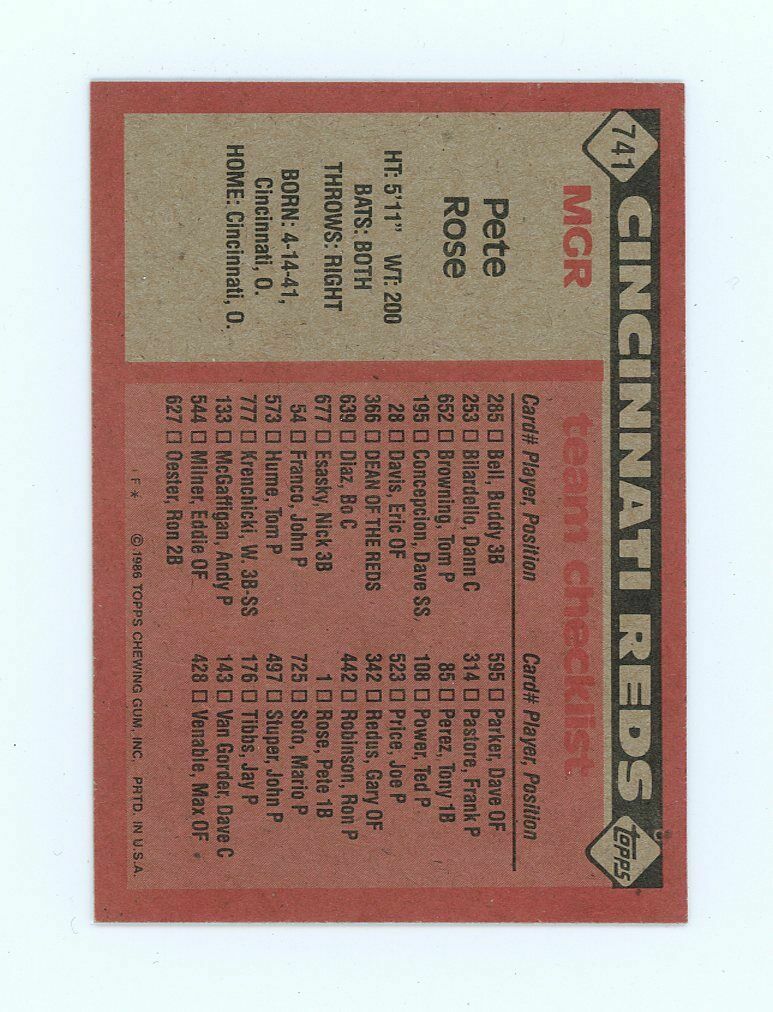 741
CINCINNATI REDS
topps
MGR
Pete
Rose
HT: 5'11" WT: 200
BATS: BOTH
THROWS: RIGHT
BORN: 4-14-41,
Cincinnati, O.
HOME: Cincinnati, O.
team checklist
Card# Player, Position
285 □ Bell, Buddy 3B
253 □ Bilardello, Dann C
652 □ Browning, Tom P
195 □ Concepcion, Dave SS
28 □ Davis, Eric OF
366 □ DEAN OF THE REDS
639 □ Diaz, Bo C
677 □ Esasky, Nick 3B
54 □ Franco, John P
573 □ Hume, Tom P
777 □ Krenchicki, W. 3B-SS
133 □ McGaffigan, Andy P
544 □ Milner, Eddie OF
627 □ Oester, Ron 2B
Card# Player, Position
595 □ Parker, Dave OF
314 □ Pastore, Frank P
85 □ Perez, Tony 1B
108 □ Power, Ted P
523 □ Price, Joe P
342 □ Redus, Gary OF
442 □ Robinson, Ron P
1 □ Rose, Pete 1B
725 □ Soto, Mario P
497 □ Stuper, John P
176 □ Tibbs, Jay P
143 □ Van Gorder, Dave C
428 □ Venable, Max OF
F* © 1986 TOPPS CHEWING GUM, INC. PRTD. IN U.S.A.